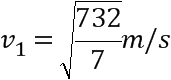 v₁ = √(732/7) m/s